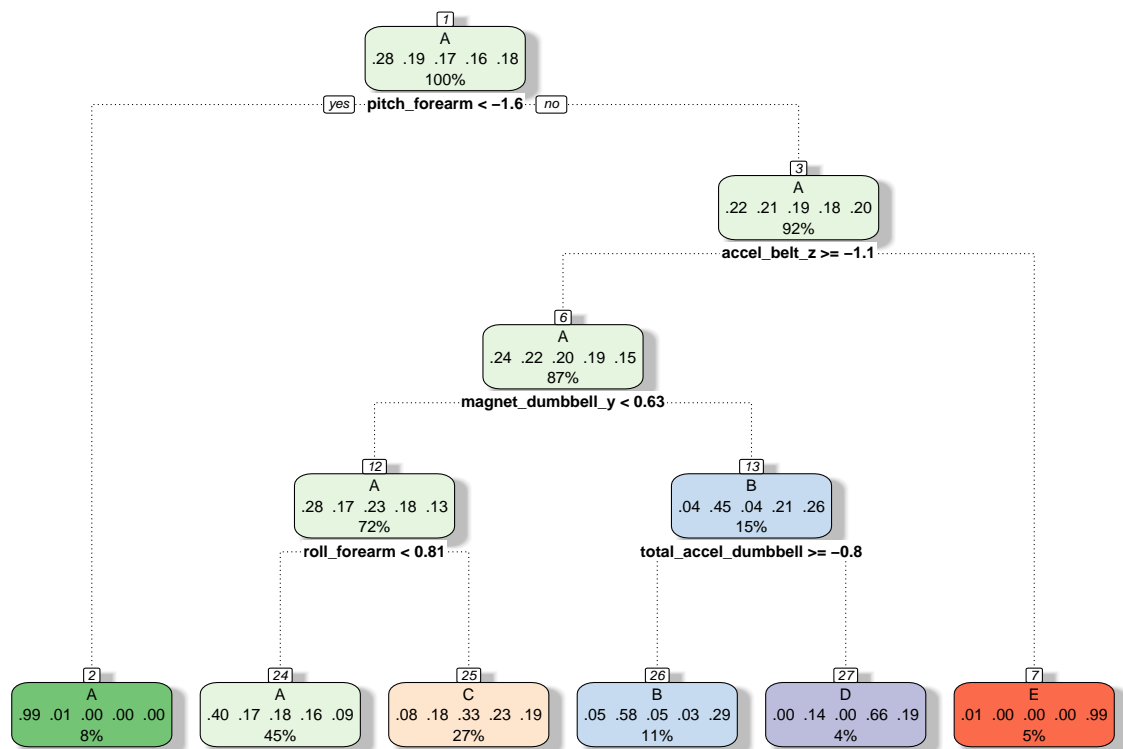 1
A
.28 .19 .17 .16 .18
100%
yes pitch_forearm < −1.6 no
3
A
.22 .21 .19 .18 .20
92%
accel_belt_z >= −1.1
6
A
.24 .22 .20 .19 .15
87%
magnet_dumbbell_y < 0.63
12
A
.28 .17 .23 .18 .13
72%
roll_forearm < 0.81
13
B
.04 .45 .04 .21 .26
15%
total_accel_dumbbell >= −0.8
2
A
.99 .01 .00 .00 .00
8%
24
A
.40 .17 .18 .16 .09
45%
25
C
.08 .18 .33 .23 .19
27%
26
B
.05 .58 .05 .03 .29
11%
27
D
.00 .14 .00 .66 .19
4%
7
E
.01 .00 .00 .00 .99
5%